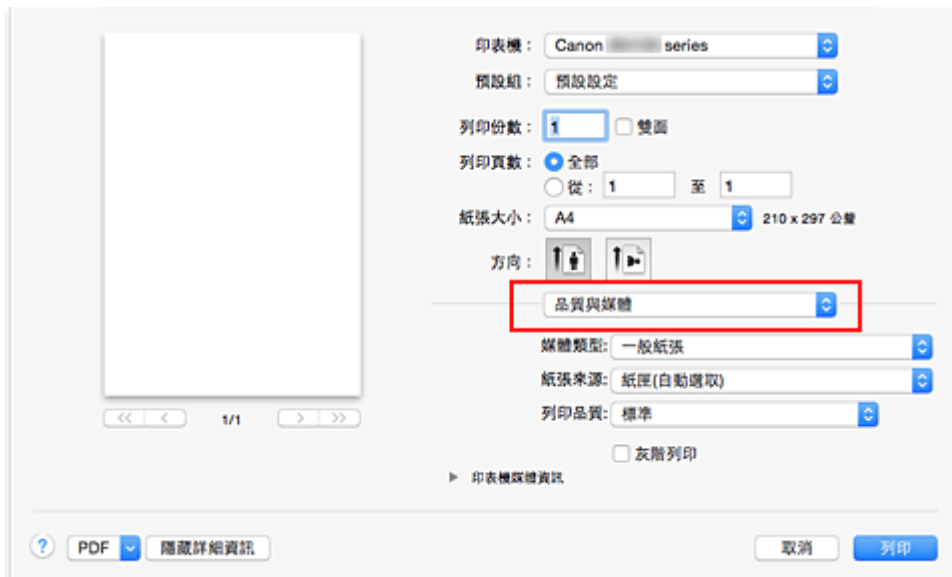 印表機： Canon series
預設組： 預設設定
列印份數： 1 雙面
列印頁數： 全部
從： 1 至 1
紙張大小： A4 210 x 297 公釐
方向：
品質與媒體
媒體類型: 一般紙張
紙張來源: 紙匣(自動選取)
列印品質: 標準
灰階列印
印表機媒體資訊
<< < 1/1 > >>
? PDF 隱藏詳細資訊 取消 列印